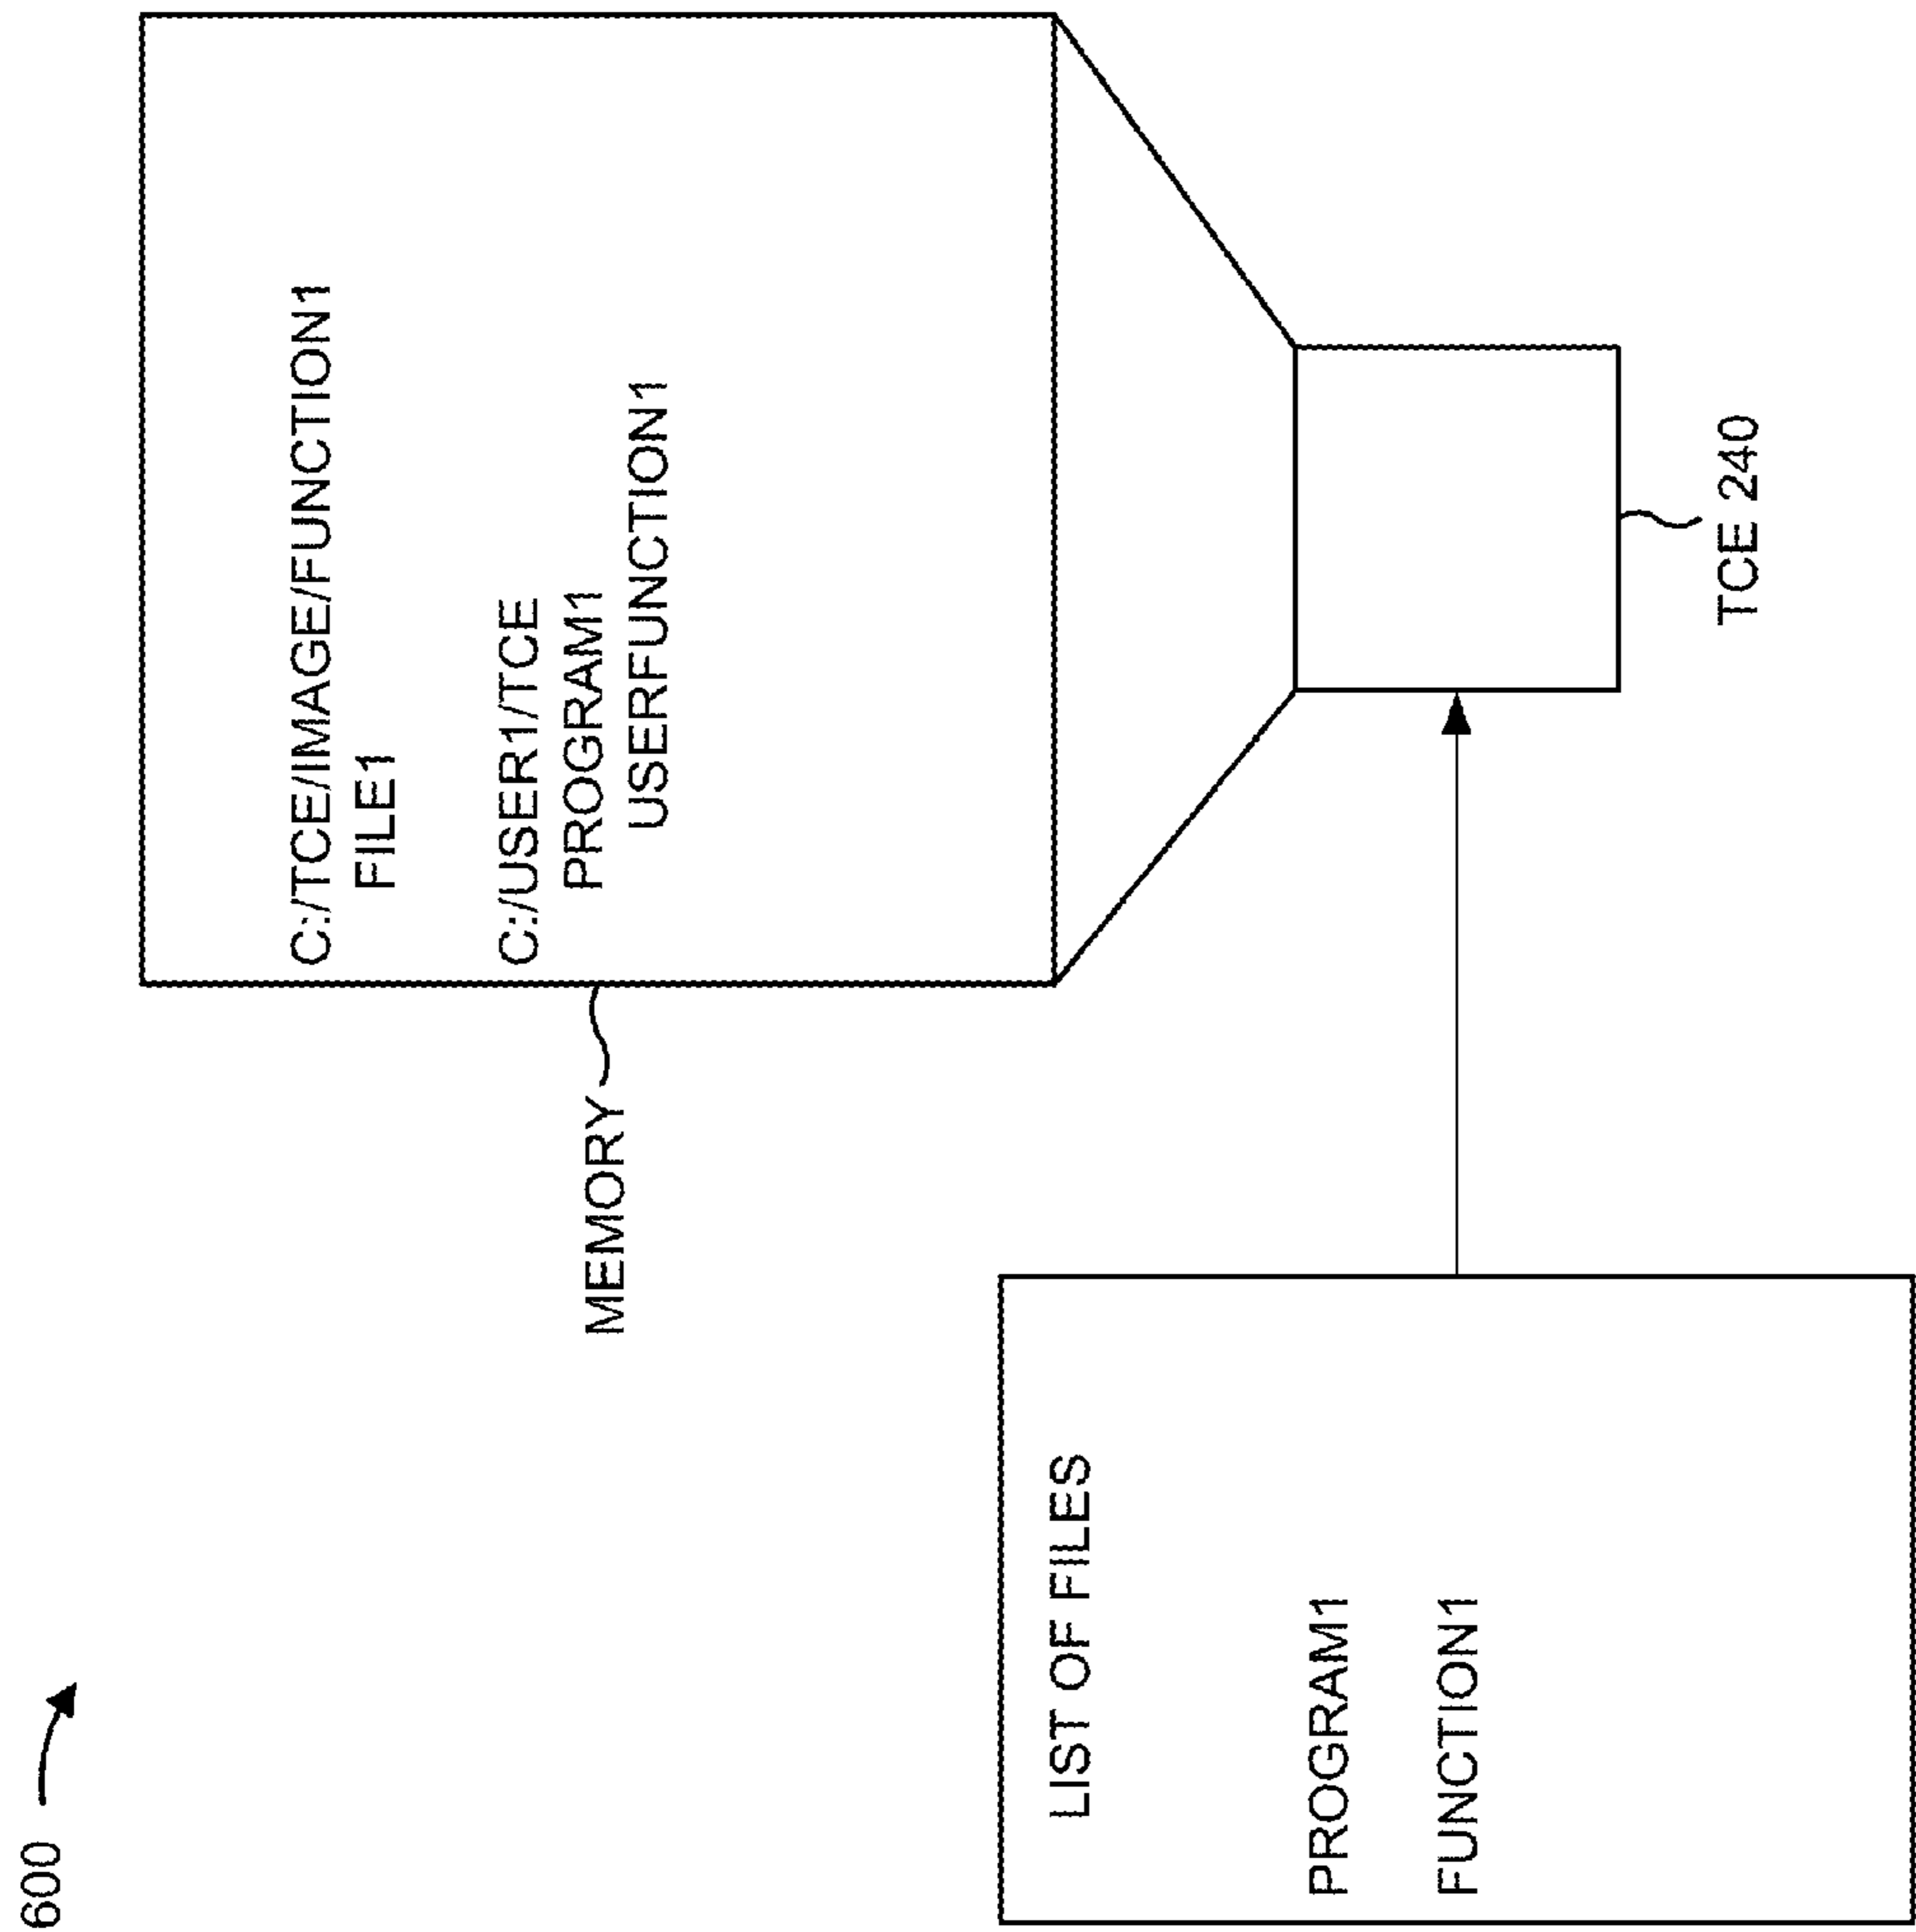 600
C:/TCE/IMAGE/FUNCTION1
FILE1
C:/USER1/TCE
PROGRAM1
USERFUNCTION1
MEMORY
LIST OF FILES
PROGRAM1
FUNCTION1
TCE 240